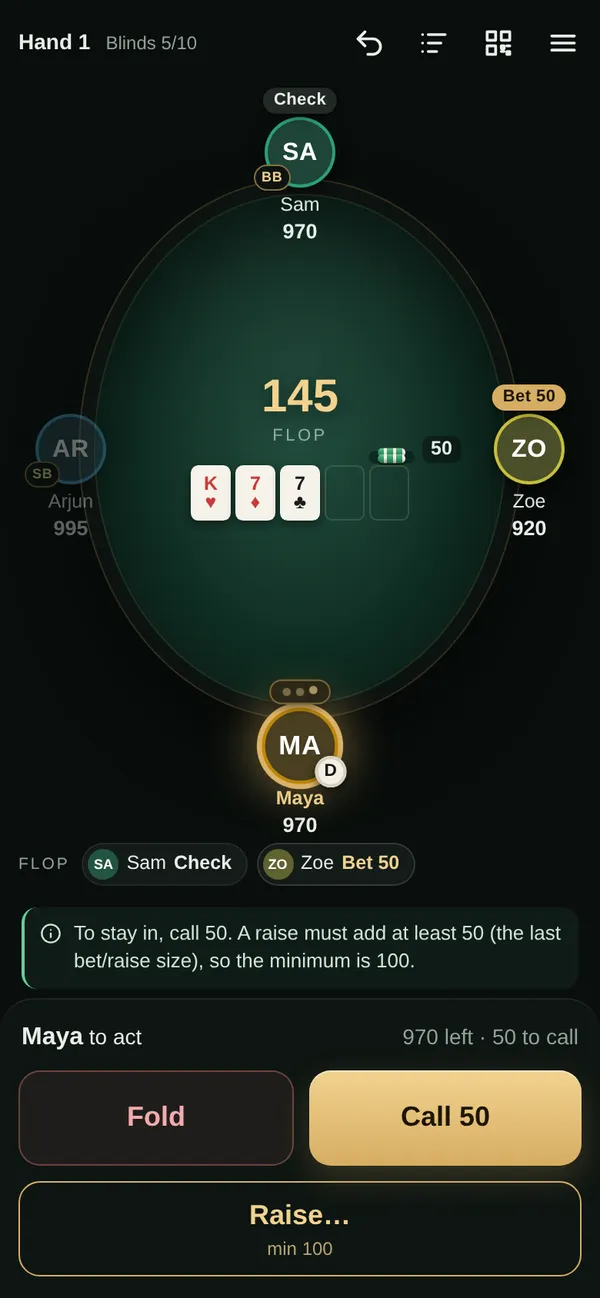 Hand 1 Blinds 5/10
Check
SA
BB
Sam
970
145
FLOP
Bet 50
AR
SB
Arjun
995
50
ZO
Zoe
920
K 7 7
MA
D
Maya
970
FLOP SA Sam Check ZO Zoe Bet 50
To stay in, call 50. A raise must add at least 50 (the last
bet/raise size), so the minimum is 100.
Maya to act 970 left · 50 to call
Fold Call 50
Raise…
min 100